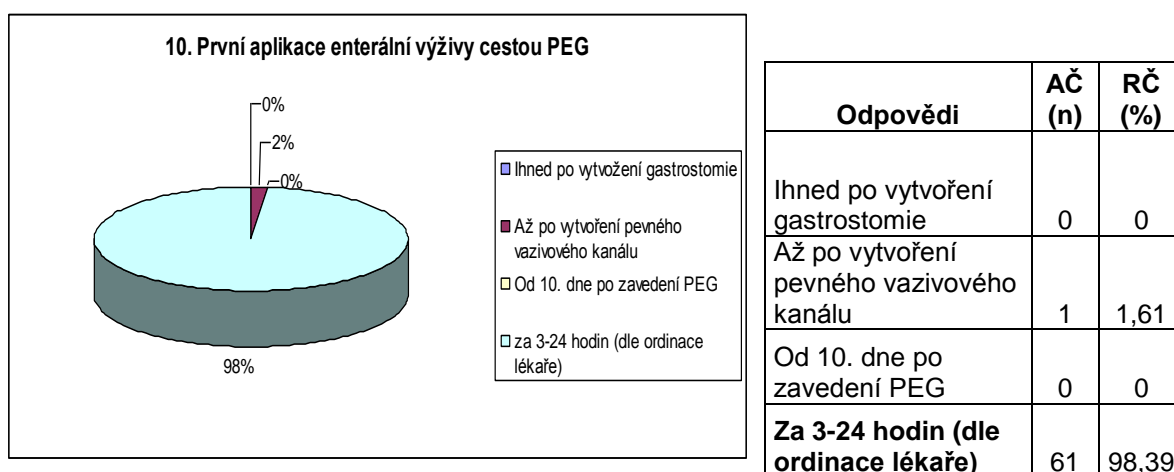 10. První aplikace enterální výživy cestou PEG
0%
2%
0%
98%
Ihned po vytvožení gastrostomie
Až po vytvoření pevného
vazivového kanálu
Od 10. dne po zavedení PEG
za 3-24 hodin (dle ordinace
lékaře)
Odpovědi AČ (n) RČ (%)
Ihned po vytvoření
gastrostomie 0 0
Až po vytvoření
pevného vazivového
kanálu 1 1,61
Od 10. dne po
zavedení PEG 0 0
Za 3-24 hodin (dle
ordinace lékaře) 61 98,39